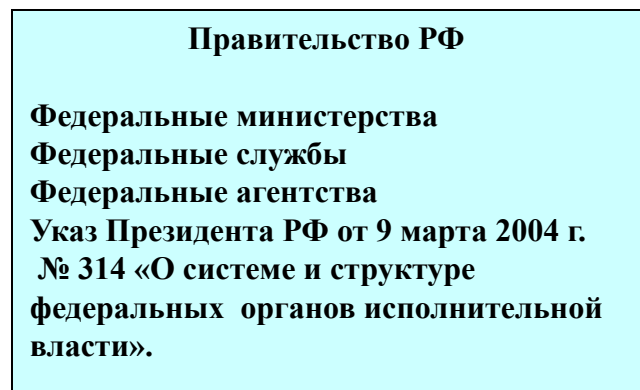 Правительство РФ
Федеральные министерства
Федеральные службы
Федеральные агентства
Указ Президента РФ от 9 марта 2004 г.
№ 314 «О системе и структуре
федеральных органов исполнительной
власти».